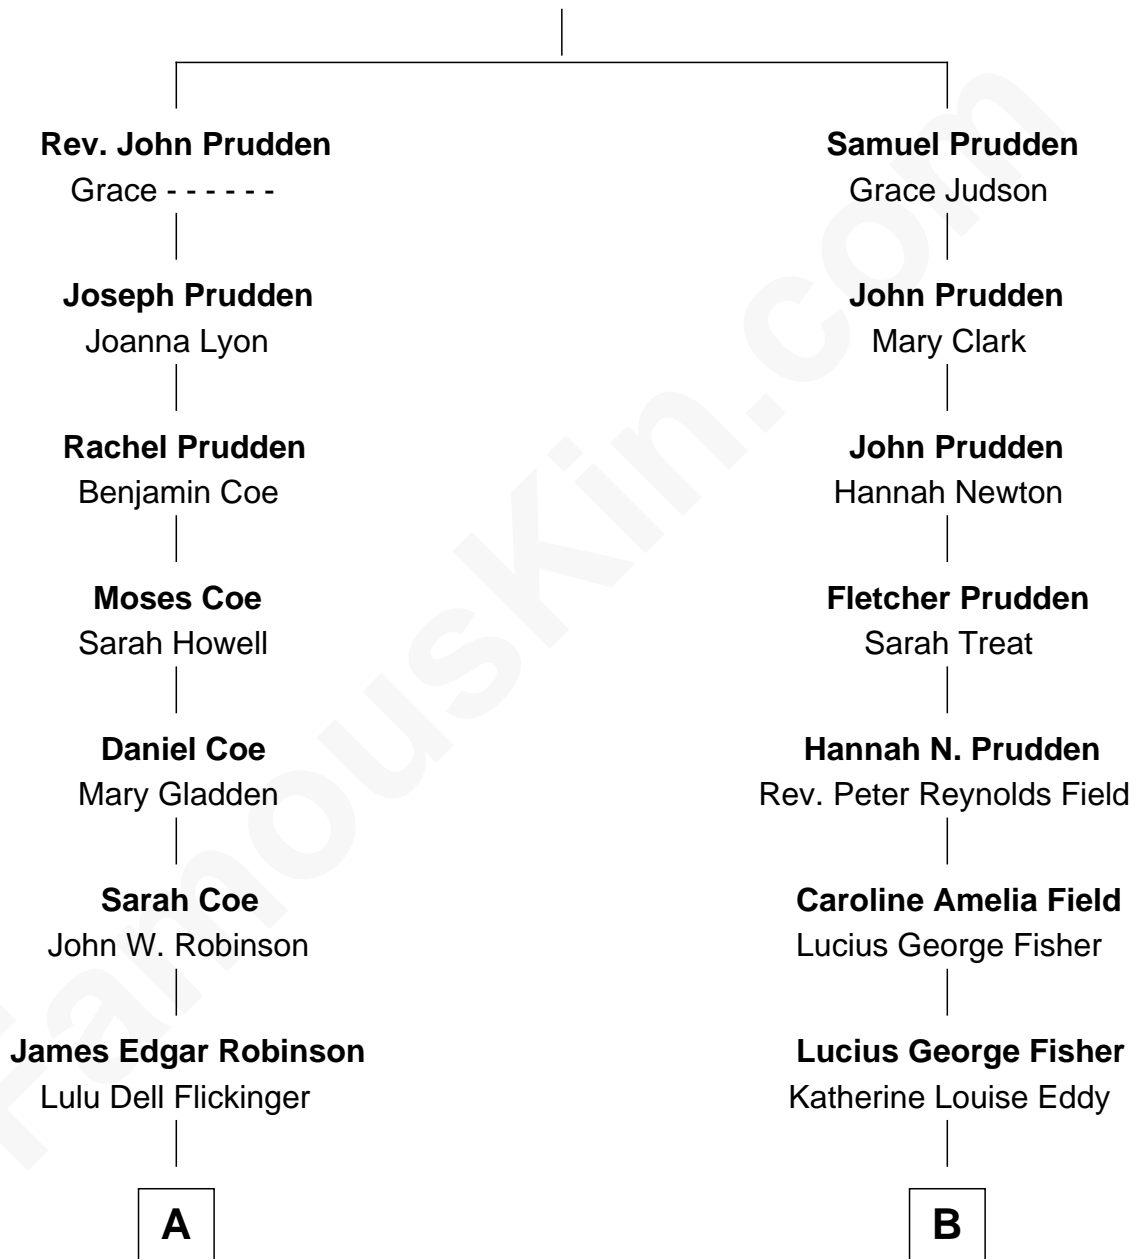 Rev. John Prudden
Grace - - - - - -
Joseph Prudden
Joanna Lyon
Rachel Prudden
Benjamin Coe
Moses Coe
Sarah Howell
Daniel Coe
Mary Gladden
Sarah Coe
John W. Robinson
James Edgar Robinson
Lulu Dell Flickinger
A
Samuel Prudden
Grace Judson
John Prudden
Mary Clark
John Prudden
Hannah Newton
Fletcher Prudden
Sarah Treat
Hannah N. Prudden
Rev. Peter Reynolds Field
Caroline Amelia Field
Lucius George Fisher
Lucius George Fisher
Katherine Louise Eddy
B
FamousKin.com